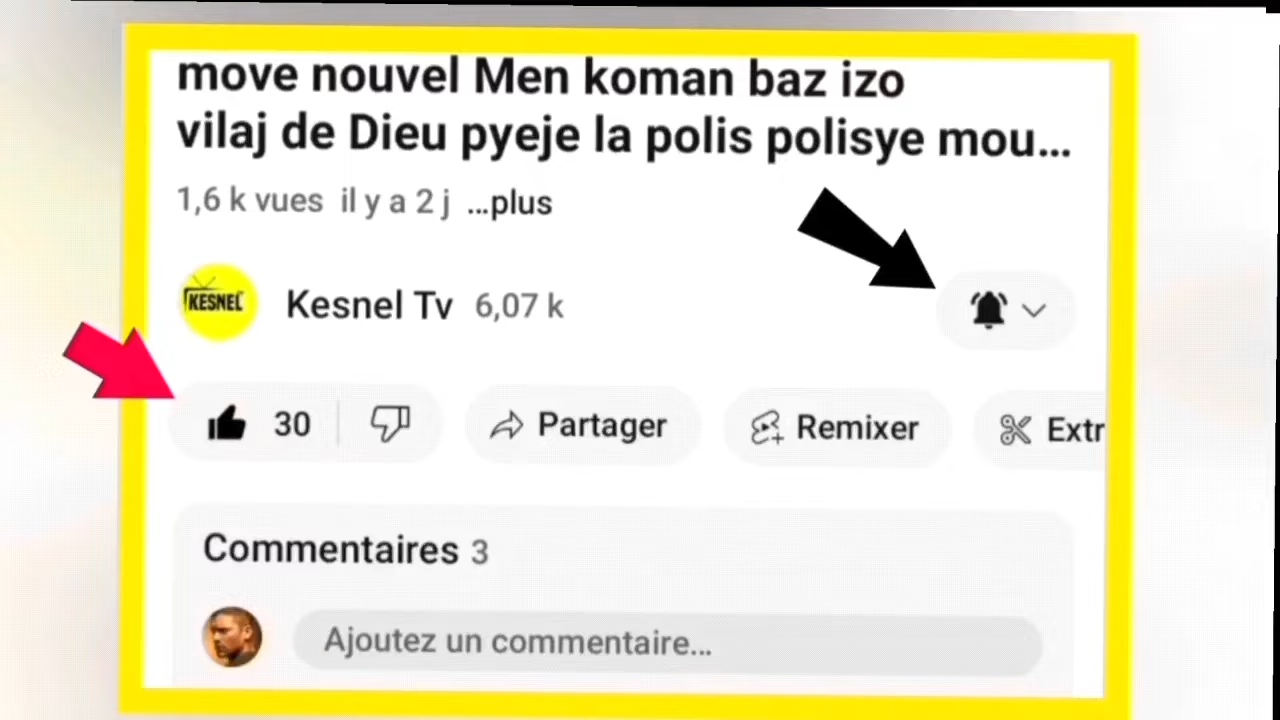 move nouvel Men koman baz izo
vilaj de Dieu pyeje la polis polisye mou...
1,6 k vues il y a 2 j ...plus
KESNEL
Kesnel Tv 6,07 k
30
Partager
Remixer
Extr
Commentaires 3
Ajoutez un commentaire...